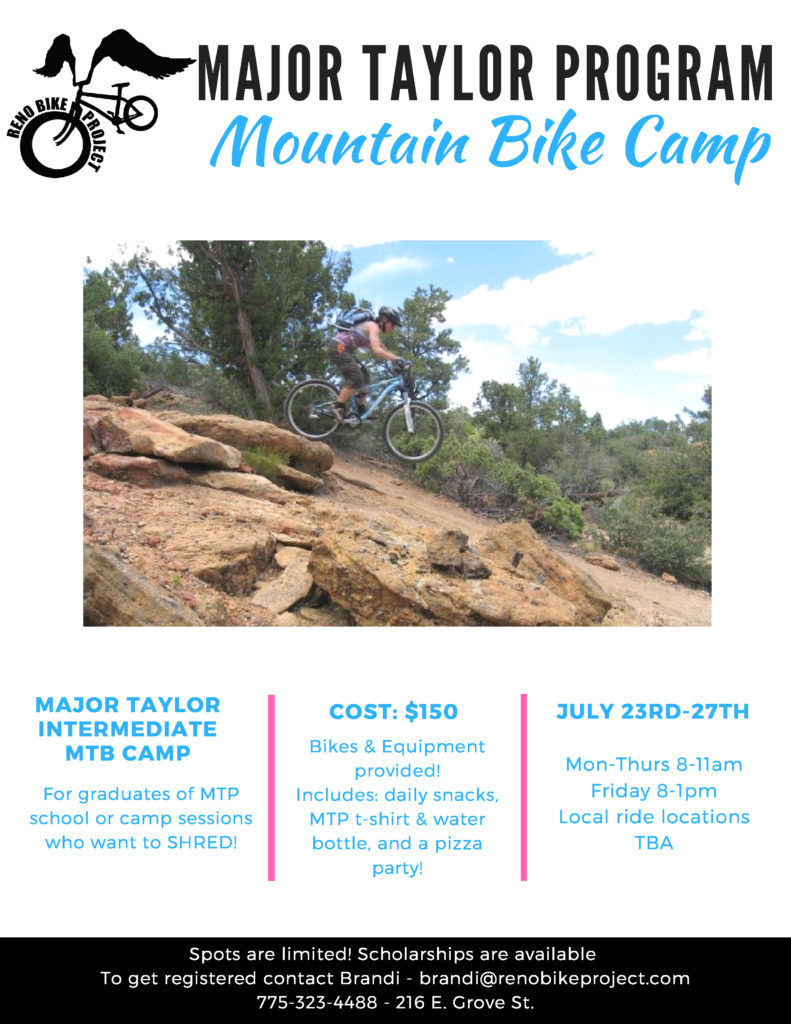 RENO BIKE PROJECT
MAJOR TAYLOR PROGRAM
Mountain Bike Camp
MAJOR TAYLOR
INTERMEDIATE
MTB CAMP
For graduates of MTP
school or camp sessions
who want to SHRED!
COST: $150
Bikes & Equipment
provided!
Includes: daily snacks,
MTP t-shirt & water
bottle, and a pizza
party!
JULY 23RD-27TH
Mon-Thurs 8-11am
Friday 8-1pm
Local ride locations
TBA
Spots are limited! Scholarships are available
To get registered contact Brandi - brandi@renobikeproject.com
775-323-4488 - 216 E. Grove St.